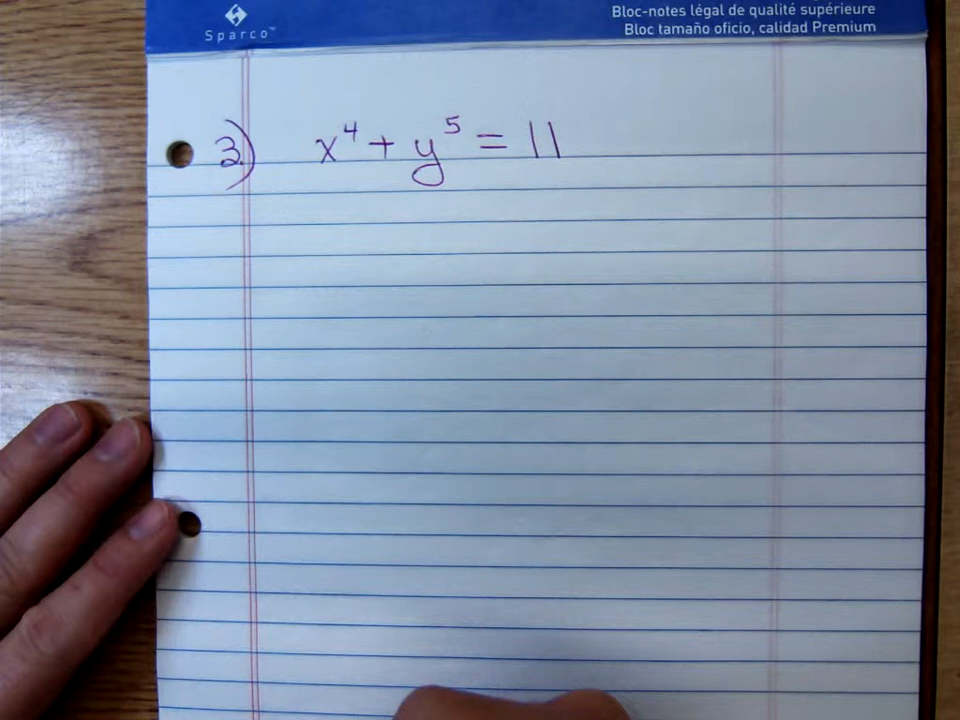 Sparco™
Bloc-notes légal de qualité supérieure
Bloc tamaño oficio, calidad Premium
3) x⁴ + y⁵ = 11